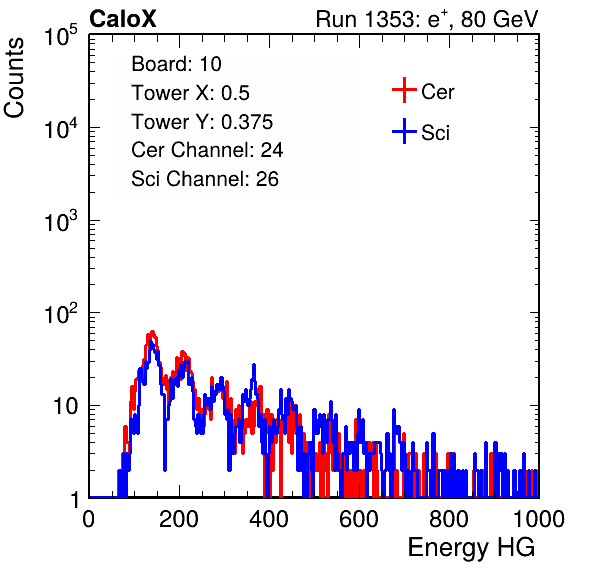 CaloX Run 1353: e⁺, 80 GeV
Counts
10⁵
10⁴
10³
10²
10
1
Board: 10
Tower X: 0.5
Tower Y: 0.375
Cer Channel: 24
Sci Channel: 26
Cer
Sci
0 200 400 600 800 1000
Energy HG